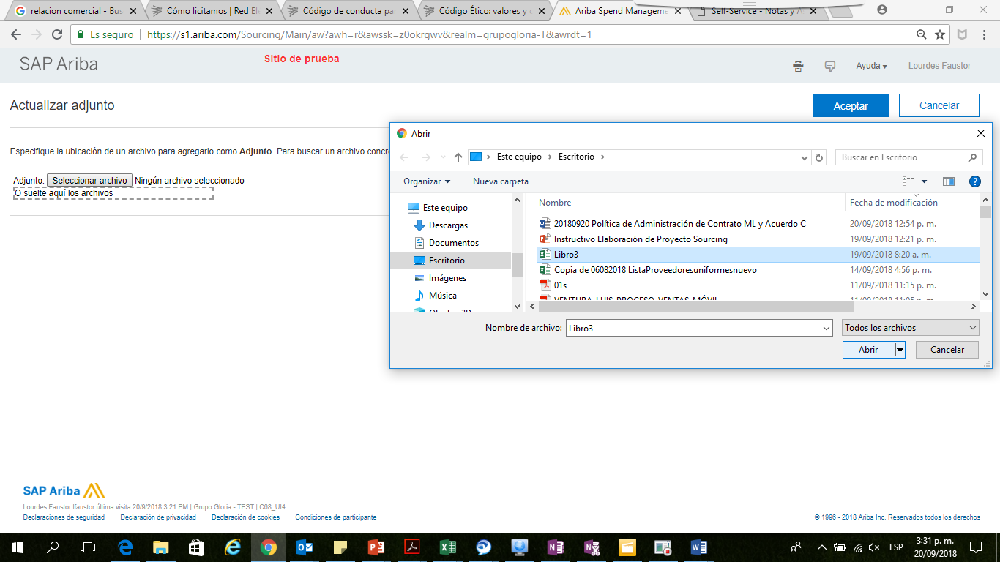 relacion comercial - Bus
Cómo licitamos | Red Ele
Código de conducta par
Código Ético: valores y c
Ariba Spend Manageme
Self-Service - Notas y A
Es seguro
https://s1.ariba.com/Sourcing/Main/aw?awh=r&awssk=z0okrgwv&realm=grupogloria-T&awrdt=1
SAP Ariba
Sitio de prueba
Ayuda
Lourdes Faustor
Actualizar adjunto
Aceptar
Cancelar
Especifique la ubicación de un archivo para agregarlo como Adjunto. Para buscar un archivo concre
Adjunto: Seleccionar archivo Ningún archivo seleccionado
O suelte aquí los archivos
Abrir
Este equipo > Escritorio >
Buscar en Escritorio
Organizar
Nueva carpeta
Este equipo
Descargas
Documentos
Escritorio
Imágenes
Música
Objetos 3D
Nombre
Fecha de modificación
20180920 Política de Administración de Contrato ML y Acuerdo C
20/09/2018 12:54 p. m.
Instructivo Elaboración de Proyecto Sourcing
19/09/2018 12:21 p. m.
Libro3
19/09/2018 8:20 a. m.
Copia de 06082018 ListaProveedoresuniformesnuevo
14/09/2018 4:56 p. m.
01s
11/09/2018 11:15 p. m.
VENTURA_LUIS_PROCESO_VENTAS_MÓVIL
11/09/2018 11:05 p. m.
Nombre de archivo:
Libro3
Todos los archivos
Abrir
Cancelar
SAP Ariba
Lourdes Faustor lfaustor última visita 20/9/2018 3:21 PM | Grupo Gloria - TEST | C68_UI4
Declaraciones de seguridad
Declaración de privacidad
Declaración de cookies
Condiciones de participante
© 1996 - 2018 Ariba Inc. Reservados todos los derechos
ESP
3:31 p. m.
20/09/2018